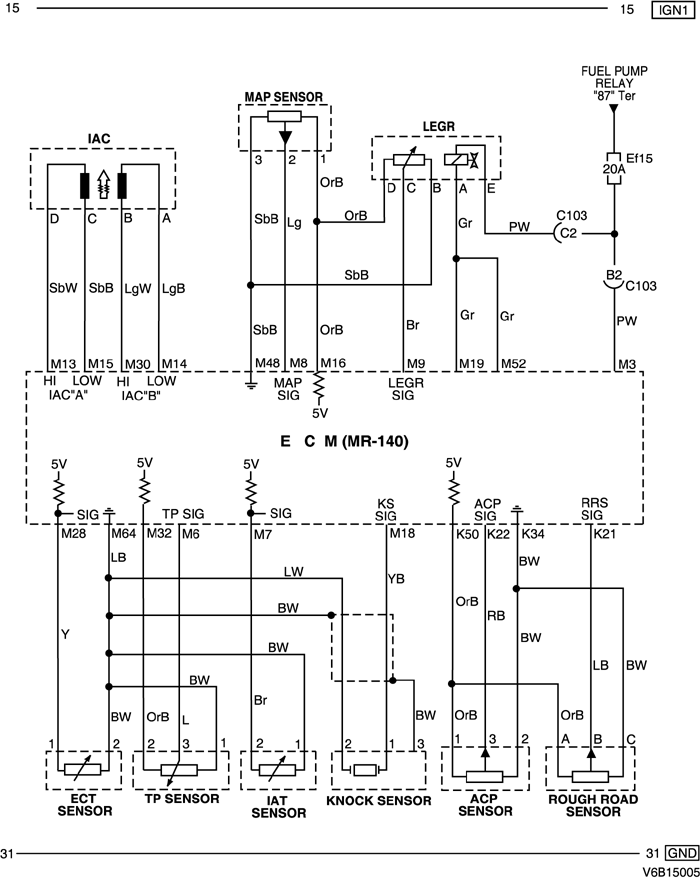 15 15 IGN1
FUEL PUMP
RELAY
"87" Ter
MAP SENSOR
LEGR
IAC
Ef15
20A
3 2 1
D C B A E
OrB
D C B A
SbB Lg OrB Gr PW C103
C2
SbB
B2
C103
SbW SbB LgW LgB
SbB OrB Br Gr Gr PW
M13 M15 M30 M14 M48 M8 M16 M9 M19 M52 M3
HI LOW HI LOW MAP LEGR
IAC"A" IAC"B" SIG SIG
5V
E C M (MR-140)
5V 5V 5V 5V
SIG TP SIG SIG KS
SIG ACP
SIG RRS
SIG
M28 M64 M32 M6 M7 M18 K50 K22 K34 K21
LB BW
LW YB
OrB
BW RB
Y BW
BW LB BW
BW
Br
BW OrB L BW OrB OrB
1 2 2 3 1 2 1 2 1 3 1 3 2 A B C
ECT
SENSOR
TP SENSOR
IAT
SENSOR
KNOCK SENSOR
ACP
SENSOR
ROUGH ROAD
SENSOR
31 31 GND
V6B15005